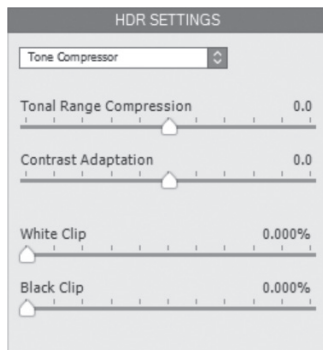 HDR SETTINGS
Tone Compressor
Tonal Range Compression 0.0
Contrast Adaptation 0.0
White Clip 0.000%
Black Clip 0.000%